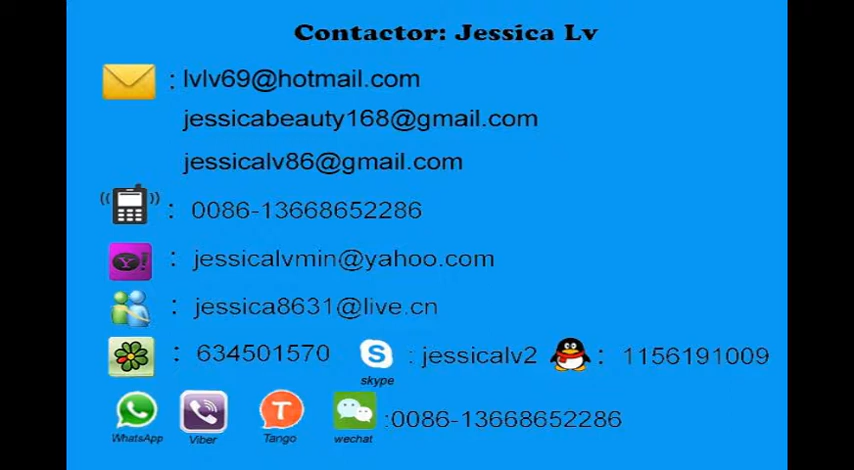 Contactor: Jessica Lv
: lvlv69@hotmail.com
jessicabeauty168@gmail.com
jessicalv86@gmail.com
: 0086-13668652286
Y! : jessicalvmin@yahoo.com
: jessica8631@live.cn
: 634501570 S : jessicalv2 : 1156191009
skype
T :0086-13668652286
WhatsApp Viber Tango wechat